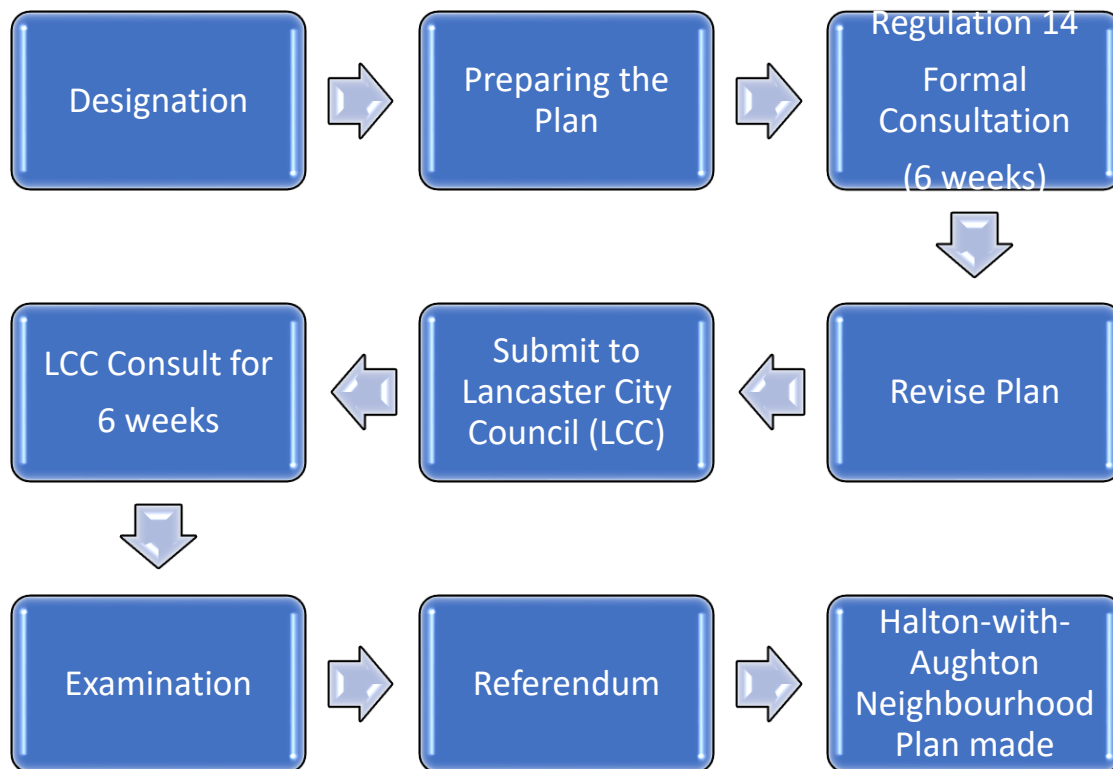 Designation
Preparing the
Plan
Regulation 14
Formal
Consultation
(6 weeks)
Revise Plan
Submit to
Lancaster City
Council (LCC)
LCC Consult for
6 weeks
Examination
Referendum
Halton-with-
Aughton
Neighbourhood
Plan made